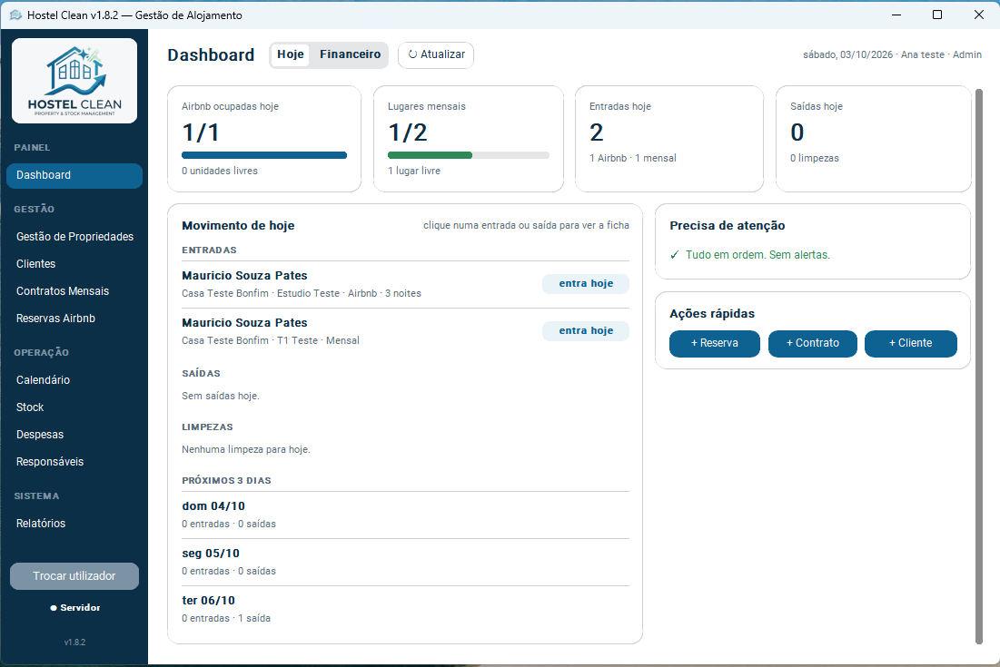 Hostel Clean v1.8.2 — Gestão de Alojamento
HOSTEL CLEAN
PROPERTY & STOCK MANAGEMENT
PAINEL
Dashboard
GESTÃO
Gestão de Propriedades
Clientes
Contratos Mensais
Reservas Airbnb
OPERAÇÃO
Calendário
Stock
Despesas
Responsáveis
SISTEMA
Relatórios
Trocar utilizador
● Servidor
v1.8.2
Dashboard
Hoje
Financeiro
↻ Atualizar
sábado, 03/10/2026 · Ana teste · Admin
Airbnb ocupadas hoje
1/1
0 unidades livres
Lugares mensais
1/2
1 lugar livre
Entradas hoje
2
1 Airbnb · 1 mensal
Saídas hoje
0
0 limpezas
Movimento de hoje
clique numa entrada ou saída para ver a ficha
ENTRADAS
Mauricio Souza Pates
Casa Teste Bonfim · Estudio Teste · Airbnb · 3 noites
entra hoje
Mauricio Souza Pates
Casa Teste Bonfim · T1 Teste · Mensal
entra hoje
SAÍDAS
Sem saídas hoje.
LIMPEZAS
Nenhuma limpeza para hoje.
PRÓXIMOS 3 DIAS
dom 04/10
0 entradas · 0 saídas
seg 05/10
0 entradas · 0 saídas
ter 06/10
0 entradas · 1 saída
Precisa de atenção
✓ Tudo em ordem. Sem alertas.
Ações rápidas
+ Reserva
+ Contrato
+ Cliente